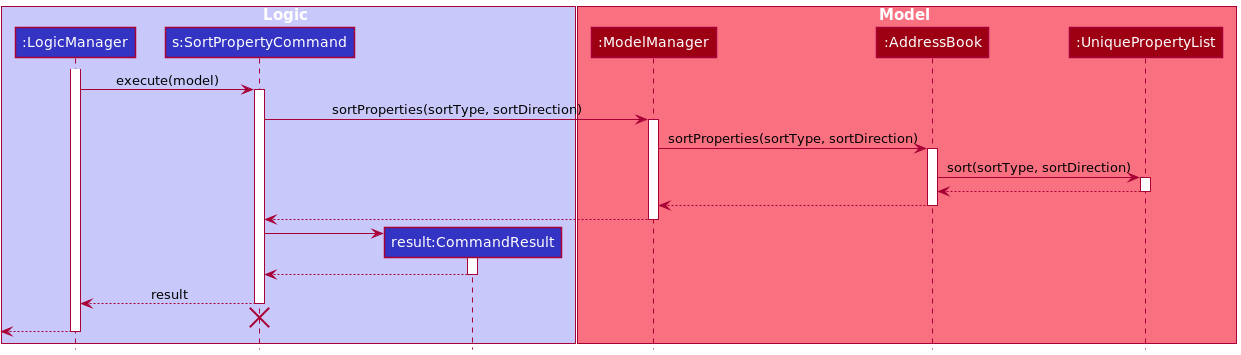 Logic
Model
:LogicManager
s:SortPropertyCommand
:ModelManager
:AddressBook
:UniquePropertyList
execute(model)
sortProperties(sortType, sortDirection)
sortProperties(sortType, sortDirection)
sort(sortType, sortDirection)
result:CommandResult
result